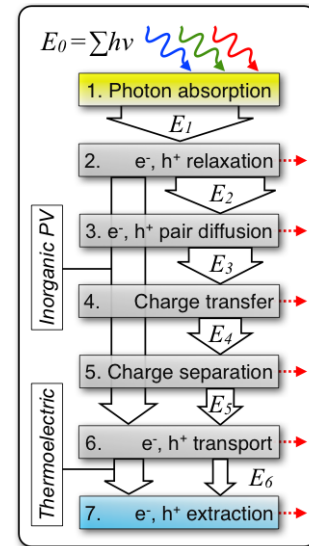 E₀ = ∑hν
1. Photon absorption
E₁
2. e⁻, h⁺ relaxation
E₂
3. e⁻, h⁺ pair diffusion
E₃
4. Charge transfer
E₄
5. Charge separation
E₅
6. e⁻, h⁺ transport
E₆
7. e⁻, h⁺ extraction
Inorganic PV
Thermoelectric